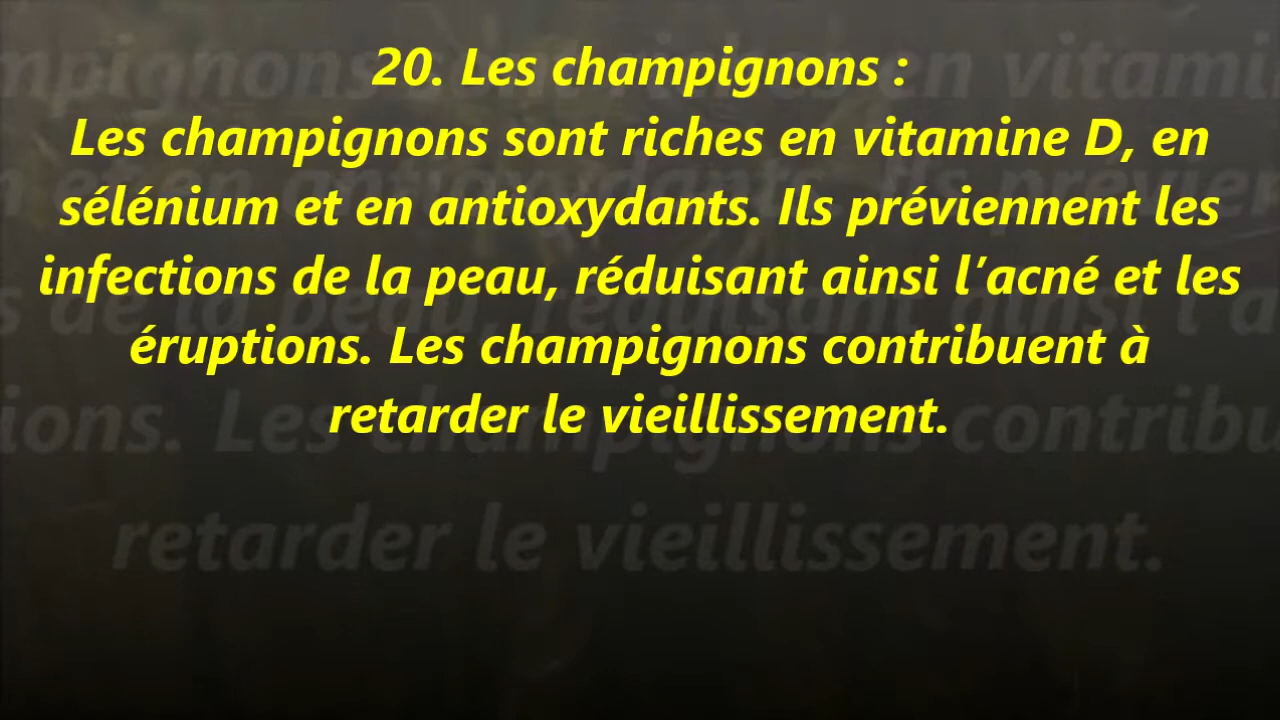 20. Les champignons :
Les champignons sont riches en vitamine D, en
sélénium et en antioxydants. Ils préviennent les
infections de la peau, réduisant ainsi l’acné et les
éruptions. Les champignons contribuent à
retarder le vieillissement.